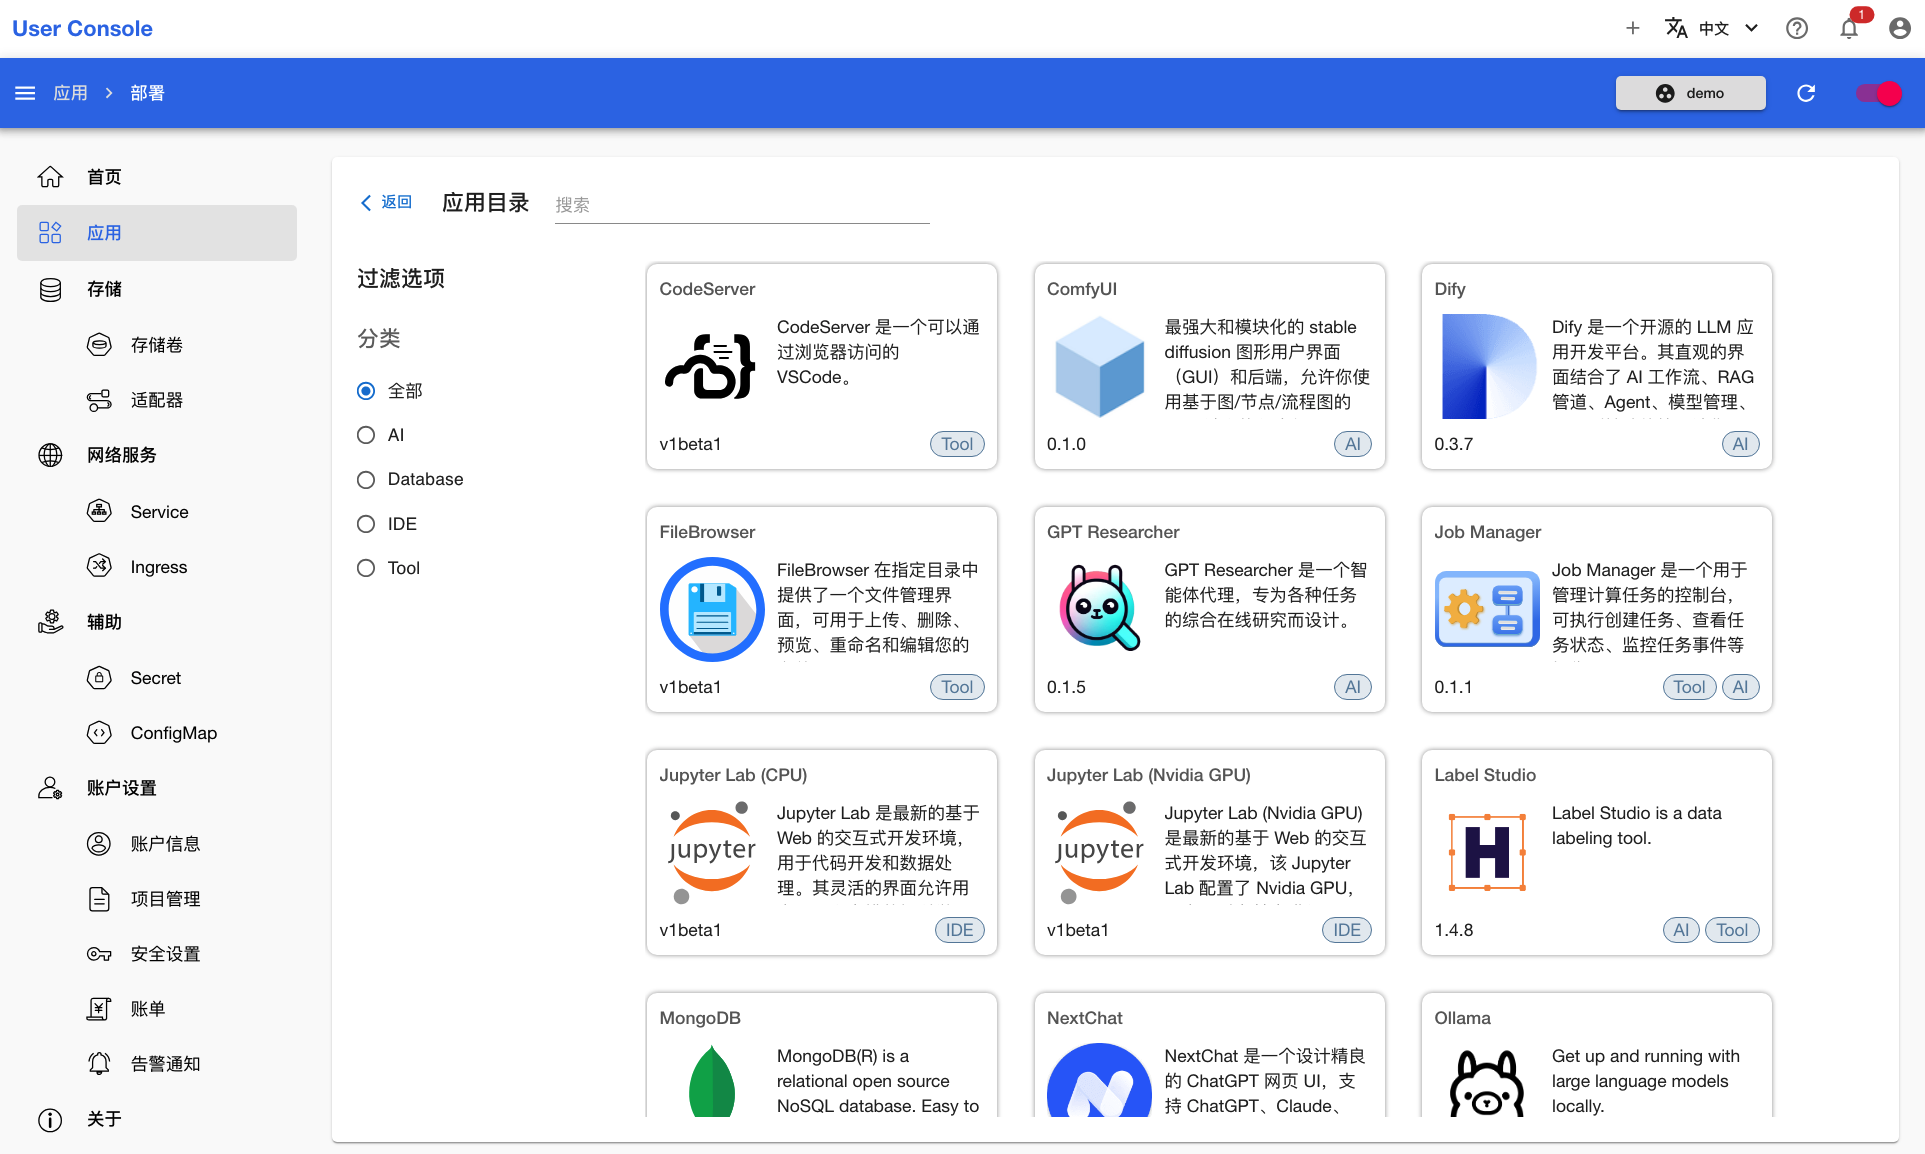 User Console
中文
1
应用
部署
demo
首页
应用
存储
存储卷
适配器
网络服务
Service
Ingress
辅助
Secret
ConfigMap
账户设置
账户信息
项目管理
安全设置
账单
告警通知
关于
返回
应用目录
搜索
过滤选项
分类
全部
AI
Database
IDE
Tool
CodeServer
CodeServer 是一个可以通
过浏览器访问的
VSCode。
v1beta1
Tool
ComfyUI
最强大和模块化的 stable
diffusion 图形用户界面
（GUI）和后端，允许你使
用基于图/节点/流程图的
0.1.0
AI
Dify
Dify 是一个开源的 LLM 应
用开发平台。其直观的界
面结合了 AI 工作流、RAG
管道、Agent、模型管理、
0.3.7
AI
FileBrowser
FileBrowser 在指定目录中
提供了一个文件管理界
面，可用于上传、删除、
预览、重命名和编辑您的
v1beta1
Tool
GPT Researcher
GPT Researcher 是一个智
能体代理，专为各种任务
的综合在线研究而设计。
0.1.5
AI
Job Manager
Job Manager 是一个用于
管理计算任务的控制台，
可执行创建任务、查看任
务状态、监控任务事件等
0.1.1
Tool
AI
Jupyter Lab (CPU)
jupyter
Jupyter Lab 是最新的基于
Web 的交互式开发环境，
用于代码开发和数据处
理。其灵活的界面允许用
v1beta1
IDE
Jupyter Lab (Nvidia GPU)
jupyter
Jupyter Lab (Nvidia GPU)
是最新的基于 Web 的交互
式开发环境，该 Jupyter
Lab 配置了 Nvidia GPU，
v1beta1
IDE
Label Studio
Label Studio is a data
labeling tool.
1.4.8
AI
Tool
MongoDB
MongoDB(R) is a
relational open source
NoSQL database. Easy to
NextChat
NextChat 是一个设计精良
的 ChatGPT 网页 UI，支
持 ChatGPT、Claude、
Ollama
Get up and running with
large language models
locally.